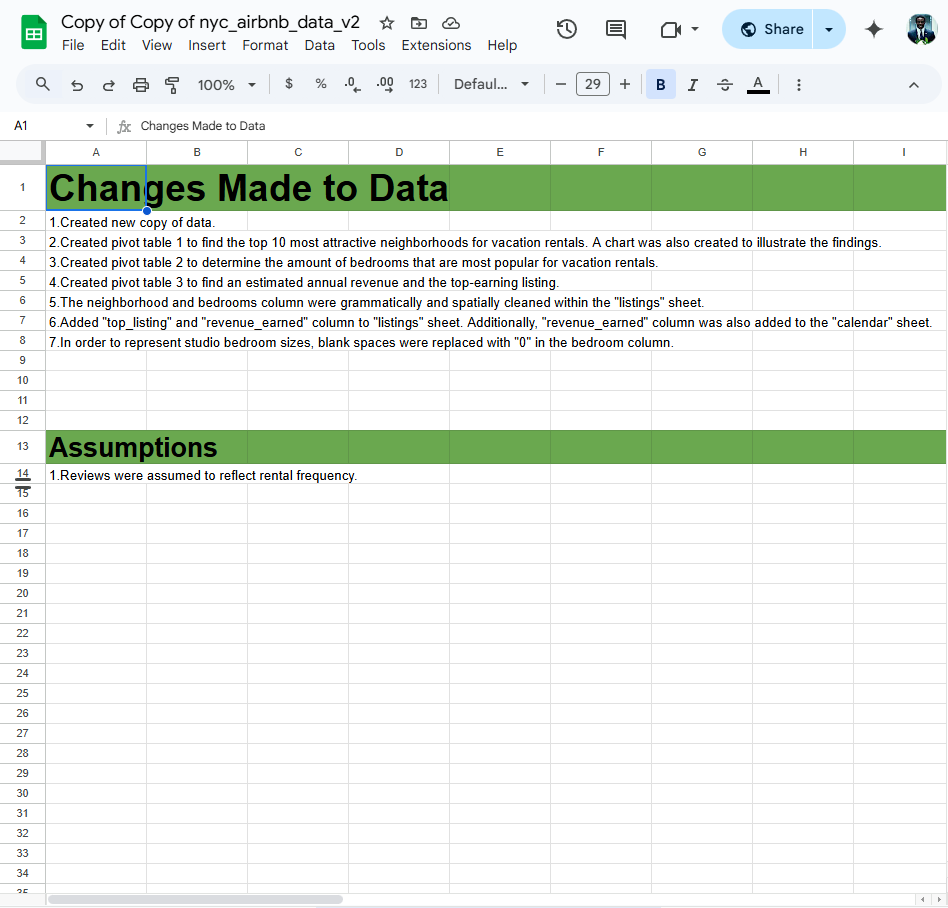 Copy of Copy of nyc_airbnb_data_v2
File Edit View Insert Format Data Tools Extensions Help
Share
100% $ % .0 .00 123 Defaul... − 29 + B I S A
A1 fx Changes Made to Data
A B C D E F G H I
1 Changes Made to Data
2 1.Created new copy of data.
3 2.Created pivot table 1 to find the top 10 most attractive neighborhoods for vacation rentals. A chart was also created to illustrate the findings.
4 3.Created pivot table 2 to determine the amount of bedrooms that are most popular for vacation rentals.
5 4.Created pivot table 3 to find an estimated annual revenue and the top-earning listing.
6 5.The neighborhood and bedrooms column were grammatically and spatially cleaned within the "listings" sheet.
7 6.Added "top_listing" and "revenue_earned" column to "listings" sheet. Additionally, "revenue_earned" column was also added to the "calendar" sheet.
8 7.In order to represent studio bedroom sizes, blank spaces were replaced with "0" in the bedroom column.
9
10
11
12
13 Assumptions
14 1.Reviews were assumed to reflect rental frequency.
15
16
17
18
19
20
21
22
23
24
25
26
27
28
29
30
31
32
33
34
35